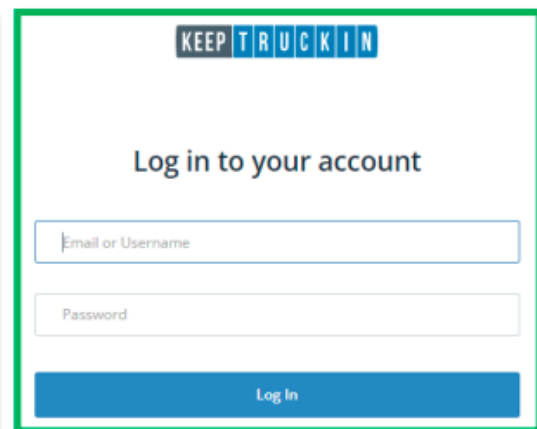 KEEP TRUCKIN
Log in to your account
Email or Username
Password
Log In